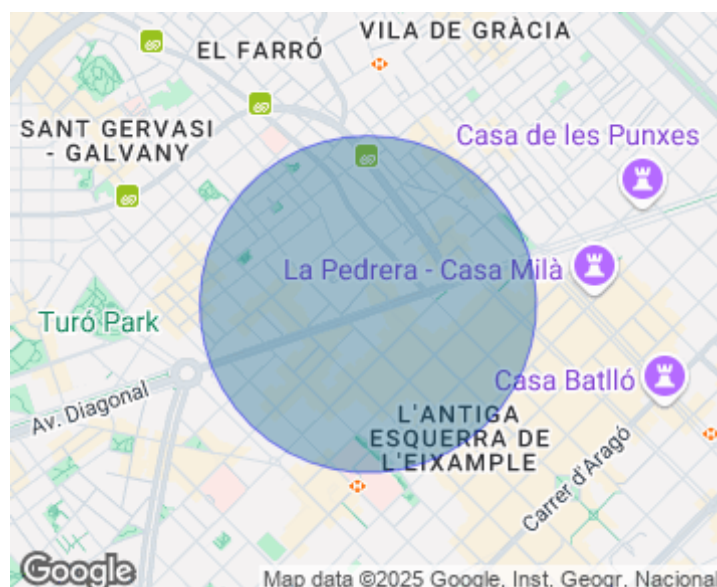 VILA DE GRÀCIA
EL FARRÓ
SANT GERVASI
- GALVANY
Casa de les Punxes
La Pedrera - Casa Milà
Turó Park
Casa Batlló
Av. Diagonal
L'ANTIGA
ESQUERRA DE
L'EIXAMPLE
Carrer d'Aragó
Google
Map data ©2025 Google, Inst. Geogr. Nacional